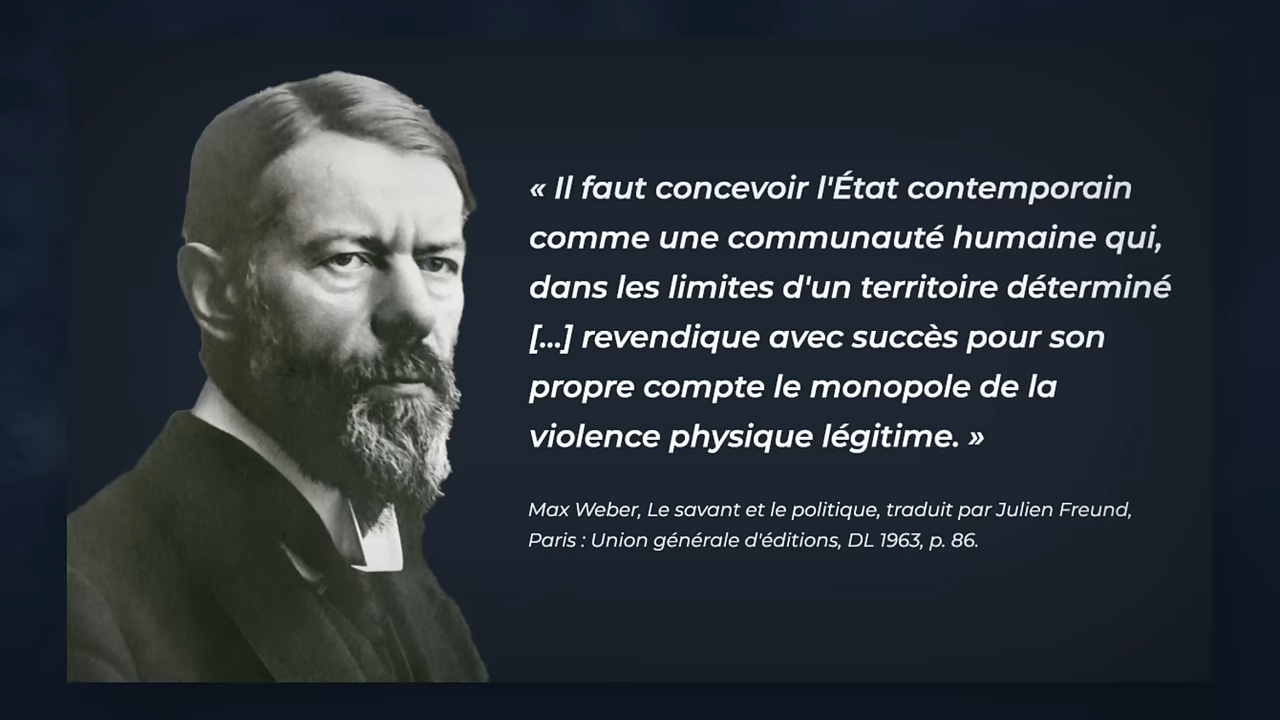 « Il faut concevoir l'État contemporain
comme une communauté humaine qui,
dans les limites d'un territoire déterminé
[...] revendique avec succès pour son
propre compte le monopole de la
violence physique légitime. »
Max Weber, Le savant et le politique, traduit par Julien Freund,
Paris : Union générale d'éditions, DL 1963, p. 86.